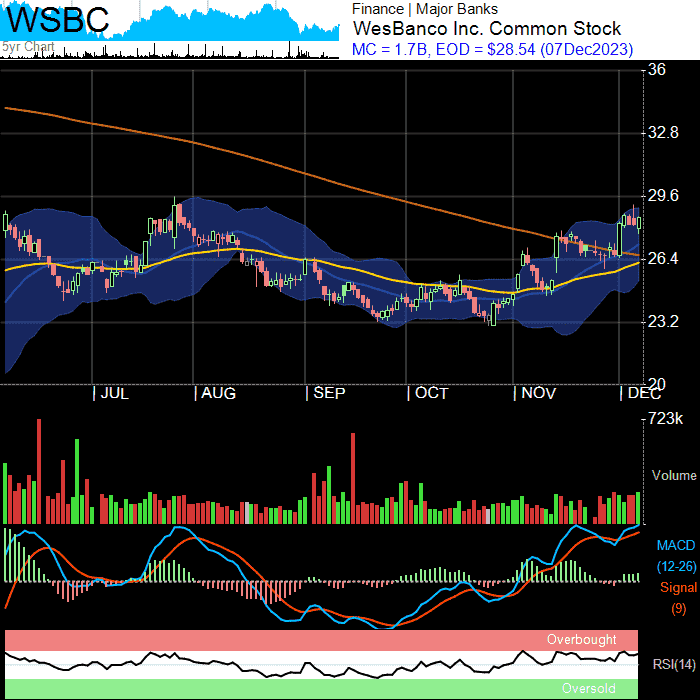 WSBC
5yr Chart
Finance | Major Banks
WesBanco Inc. Common Stock
MC = 1.7B, EOD = $28.54 (07Dec2023)
36
32.8
29.6
26.4
23.2
20
JUL AUG SEP OCT NOV DEC
723k
Volume
MACD
(12-26)
Signal
(9)
Overbought
RSI(14)
Oversold